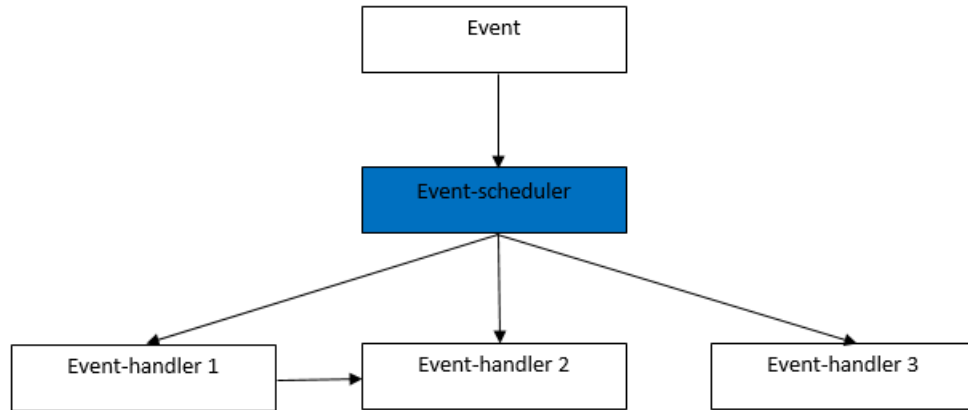 Event
Event-scheduler
Event-handler 1
Event-handler 2
Event-handler 3